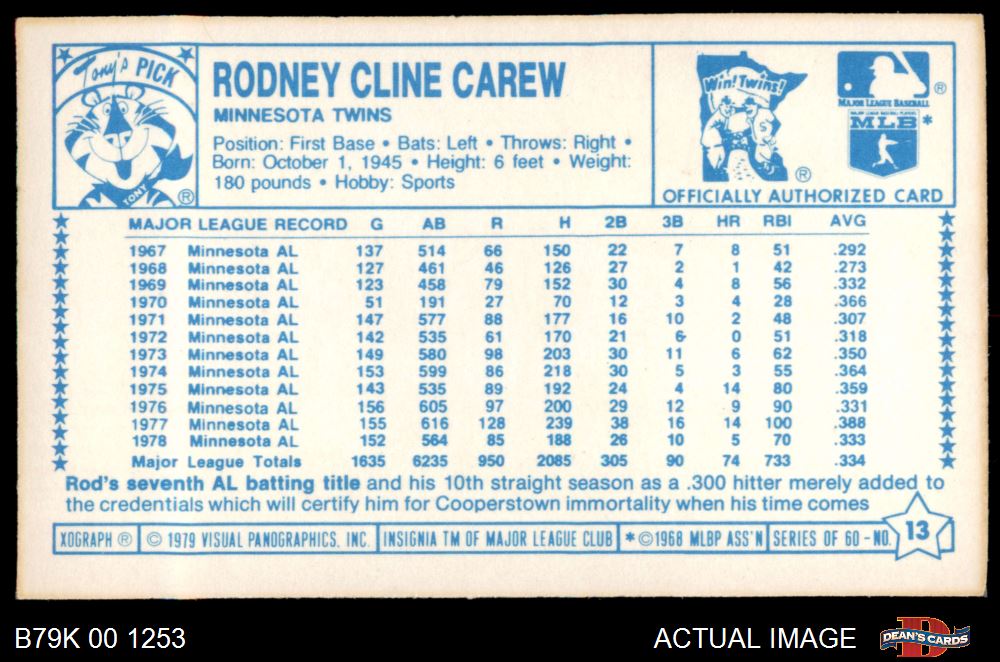 Tony's PICK
TONY ®
RODNEY CLINE CAREW
MINNESOTA TWINS
Position: First Base • Bats: Left • Throws: Right •
Born: October 1, 1945 • Height: 6 feet • Weight:
180 pounds • Hobby: Sports
Win! Twins!
®
®
MAJOR LEAGUE BASEBALL
MAJOR LEAGUE BASEBALL PLAYERS
MLB *
OFFICIALLY AUTHORIZED CARD
MAJOR LEAGUE RECORD G AB R H 2B 3B HR RBI AVG
1967 Minnesota AL 137 514 66 150 22 7 8 51 .292
1968 Minnesota AL 127 461 46 126 27 2 1 42 .273
1969 Minnesota AL 123 458 79 152 30 4 8 56 .332
1970 Minnesota AL 51 191 27 70 12 3 4 28 .366
1971 Minnesota AL 147 577 88 177 16 10 2 48 .307
1972 Minnesota AL 142 535 61 170 21 6 0 51 .318
1973 Minnesota AL 149 580 98 203 30 11 6 62 .350
1974 Minnesota AL 153 599 86 218 30 5 3 55 .364
1975 Minnesota AL 143 535 89 192 24 4 14 80 .359
1976 Minnesota AL 156 605 97 200 29 12 9 90 .331
1977 Minnesota AL 155 616 128 239 38 16 14 100 .388
1978 Minnesota AL 152 564 85 188 26 10 5 70 .333
Major League Totals 1635 6235 950 2085 305 90 74 733 .334
Rod's seventh AL batting title and his 10th straight season as a .300 hitter merely added to
the credentials which will certify him for Cooperstown immortality when his time comes
XOGRAPH ® © 1979 VISUAL PANOGRAPHICS, INC. INSIGNIA TM OF MAJOR LEAGUE CLUB * ©1968 MLBP ASS'N SERIES OF 60-NO. 13
B79K 00 1253
ACTUAL IMAGE
DEAN'S CARDS